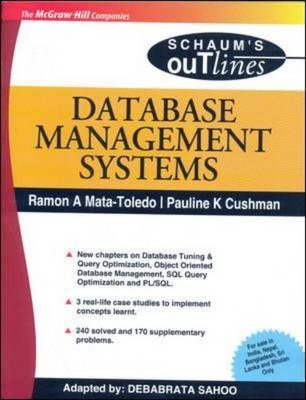 The McGraw-Hill Companies
SCHAUM'S
ouTlines
DATABASE
MANAGEMENT
SYSTEMS
Ramon A Mata-Toledo | Pauline K Cushman
New chapters on Database Tuning &
Query Optimization, Object Oriented
Database Management, SQL Query
Optimization and PL/SQL.
3 real-life case studies to implement
concepts learnt.
240 solved and 170 supplementary
problems.
For sale in
India, Nepal,
Bangladesh, Sri
Lanka and Bhutan
Only
Adapted by: DEBABRATA SAHOO